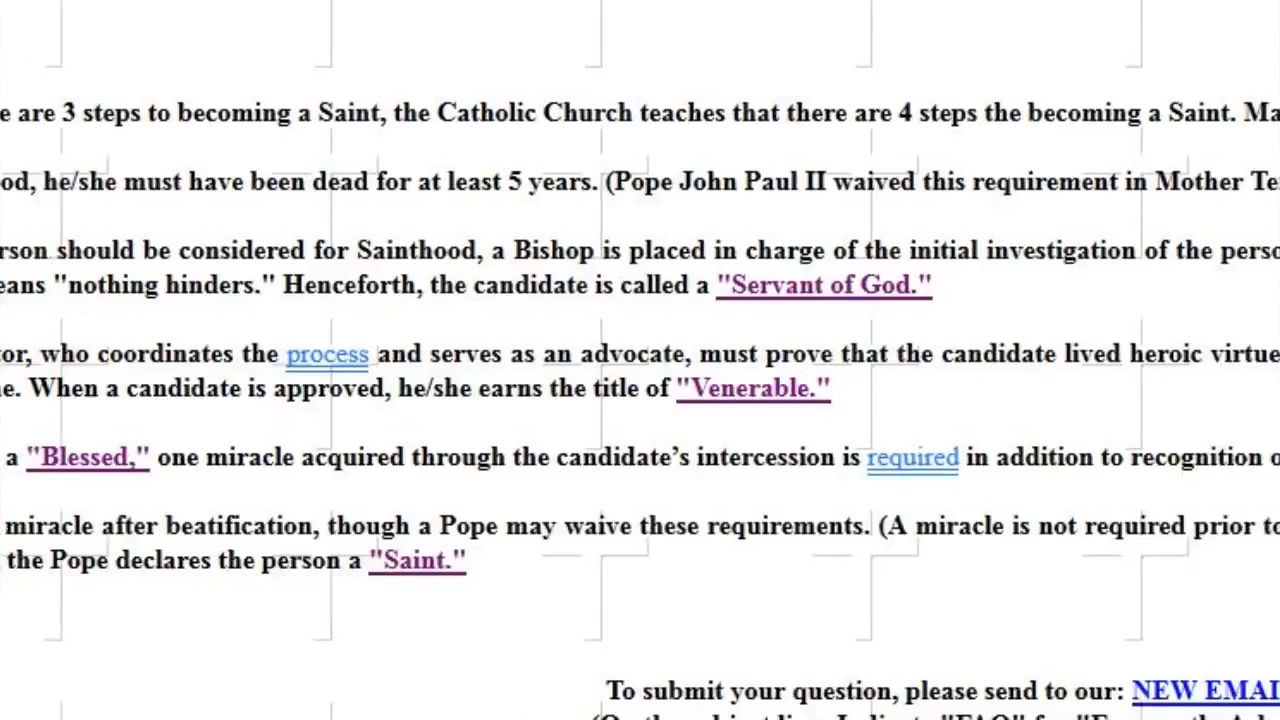 e are 3 steps to becoming a Saint, the Catholic Church teaches that there are 4 steps the becoming a Saint. Ma
od, he/she must have been dead for at least 5 years. (Pope John Paul II waived this requirement in Mother Te
rson should be considered for Sainthood, a Bishop is placed in charge of the initial investigation of the perso
eans "nothing hinders." Henceforth, the candidate is called a "Servant of God."
tor, who coordinates the process and serves as an advocate, must prove that the candidate lived heroic virtue
e. When a candidate is approved, he/she earns the title of "Venerable."
a "Blessed," one miracle acquired through the candidate’s intercession is required in addition to recognition o
miracle after beatification, though a Pope may waive these requirements. (A miracle is not required prior to
the Pope declares the person a "Saint."
To submit your question, please send to our: NEW EMAI